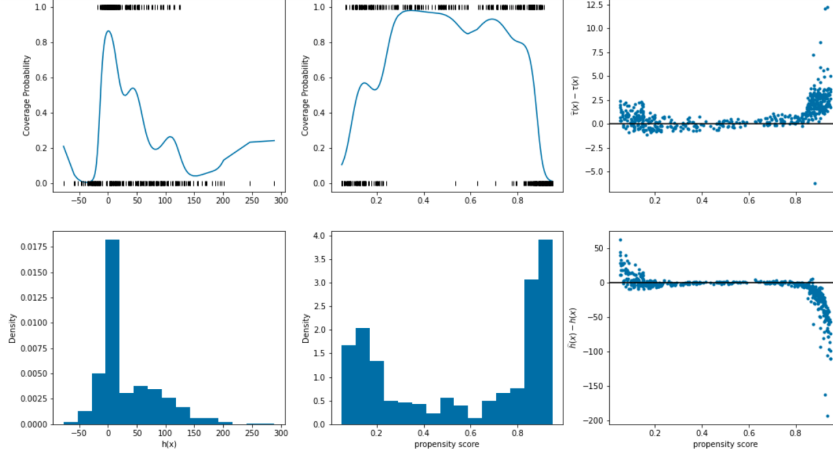 Coverage Probability
1.0
0.8
0.6
0.4
0.2
0.0
−50 0 50 100 150 200 250 300
Coverage Probability
1.0
0.8
0.6
0.4
0.2
0.0
0.2 0.4 0.6 0.8
τ̂(x) − τ(x)
12.5
10.0
7.5
5.0
2.5
0.0
−2.5
−5.0
0.2 0.4 0.6 0.8
Density
0.0175
0.0150
0.0125
0.0100
0.0075
0.0050
0.0025
0.0000
−50 0 50 100 150 200 250 300
h(x)
Density
4.0
3.5
3.0
2.5
2.0
1.5
1.0
0.5
0.0
0.2 0.4 0.6 0.8
propensity score
ĥ(x) − h(x)
50
0
−50
−100
−150
−200
0.2 0.4 0.6 0.8
propensity score